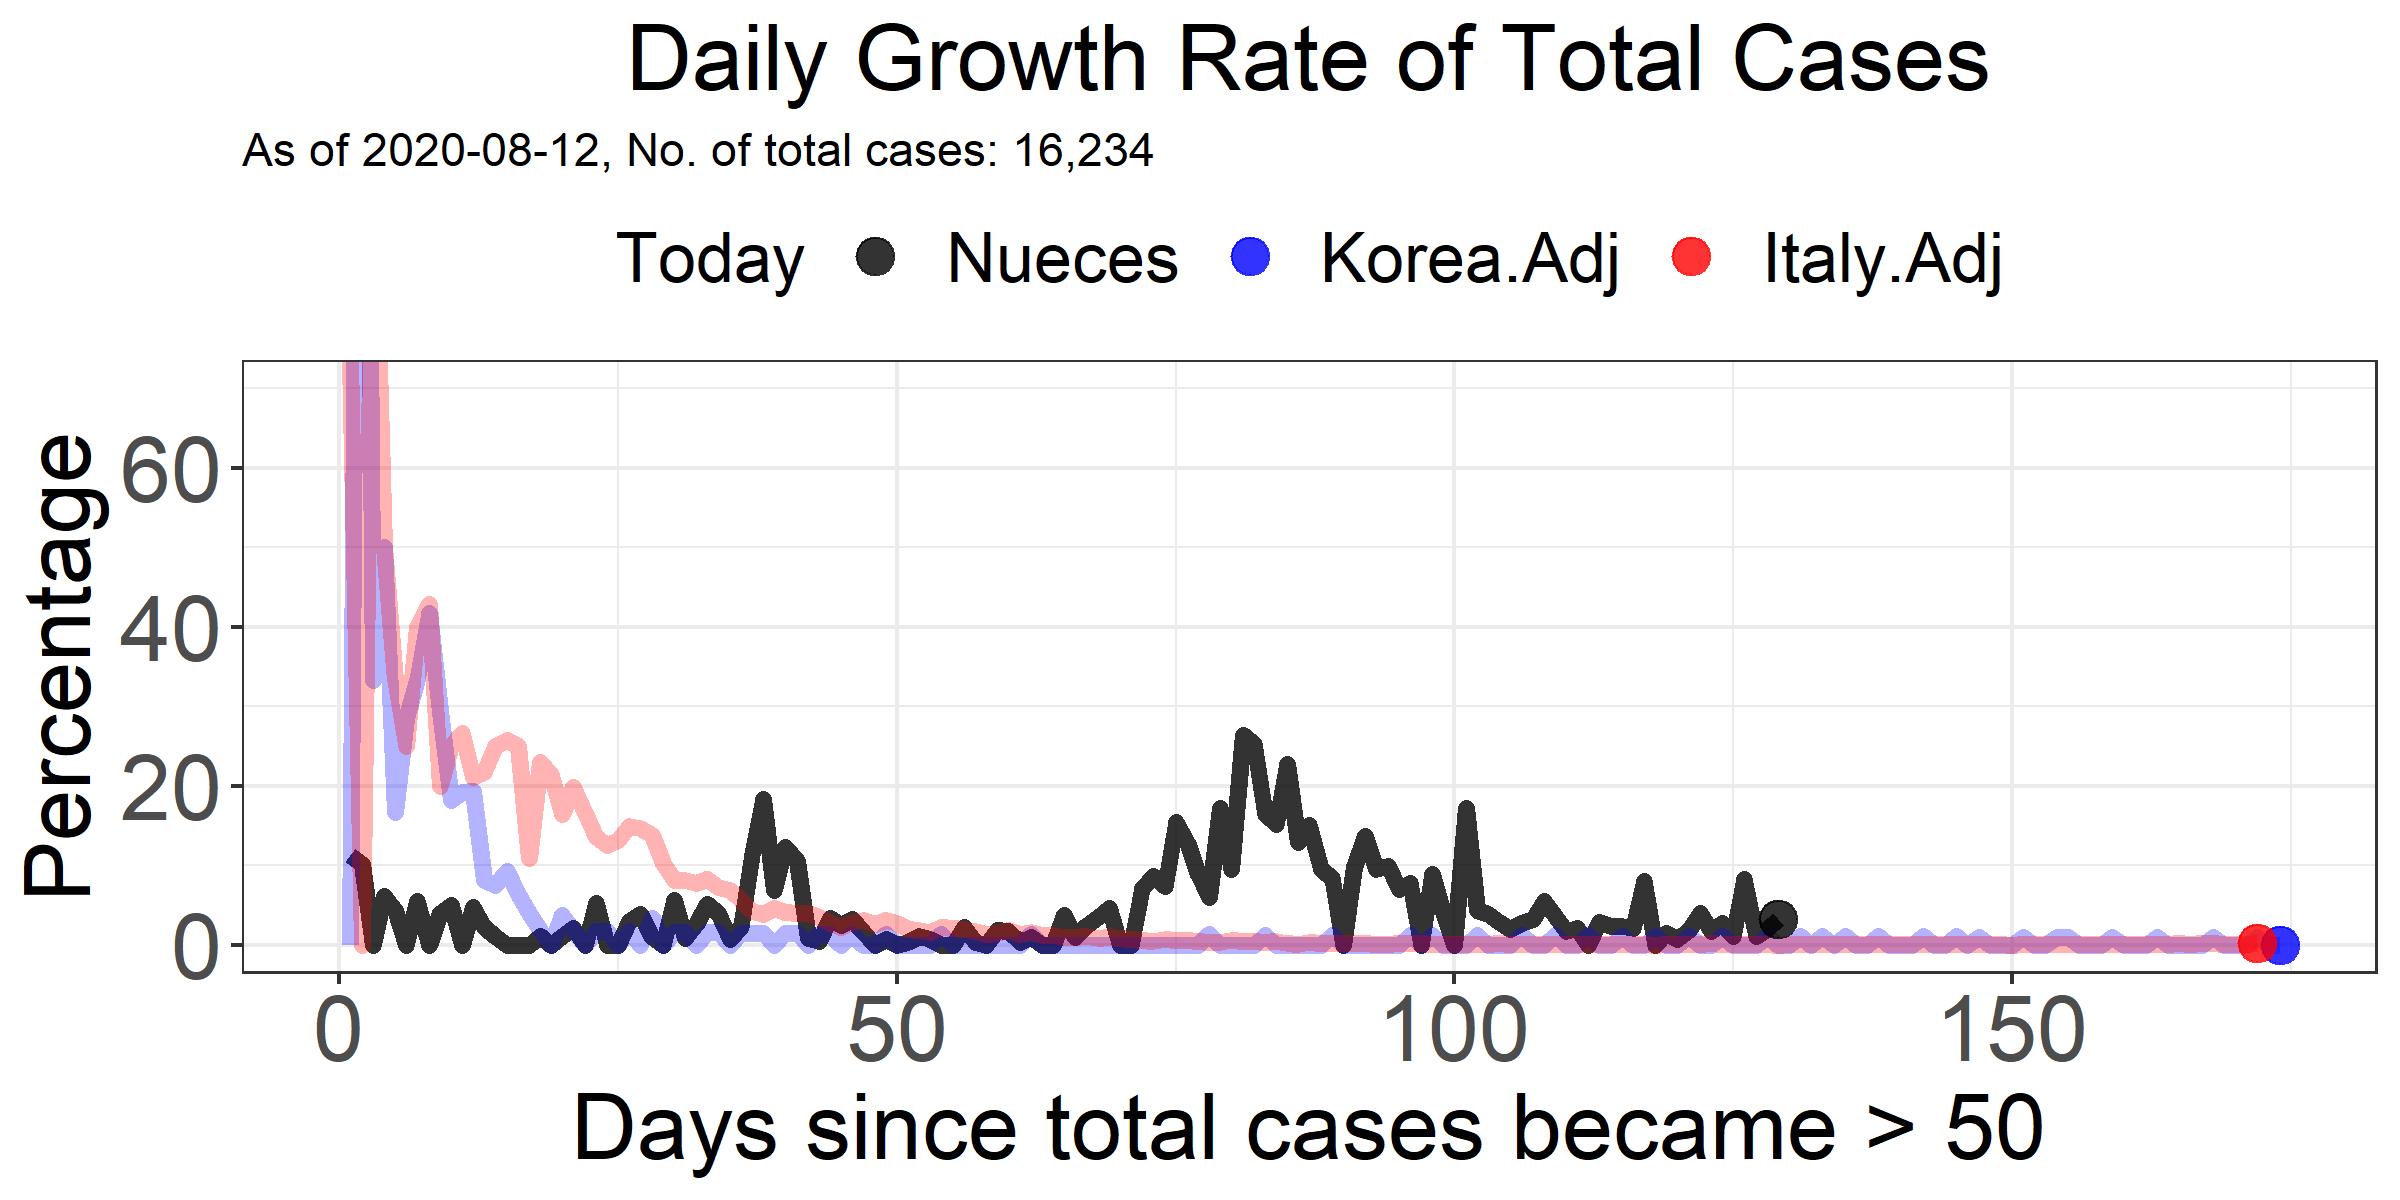 Daily Growth Rate of Total Cases
As of 2020-08-12, No. of total cases: 16,234
Today Nueces Korea.Adj Italy.Adj
Percentage
60
40
20
0
0 50 100 150
Days since total cases became > 50